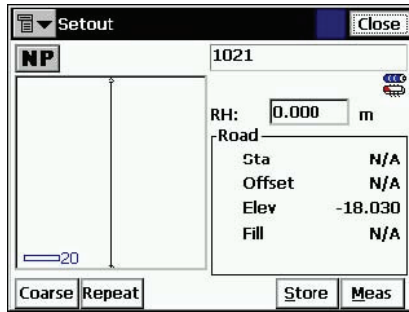 Setout Close
NP 1021
RH: 0.000 m
Road
Sta N/A
Offset N/A
Elev -18.030
Fill N/A
20
Coarse Repeat Store Meas